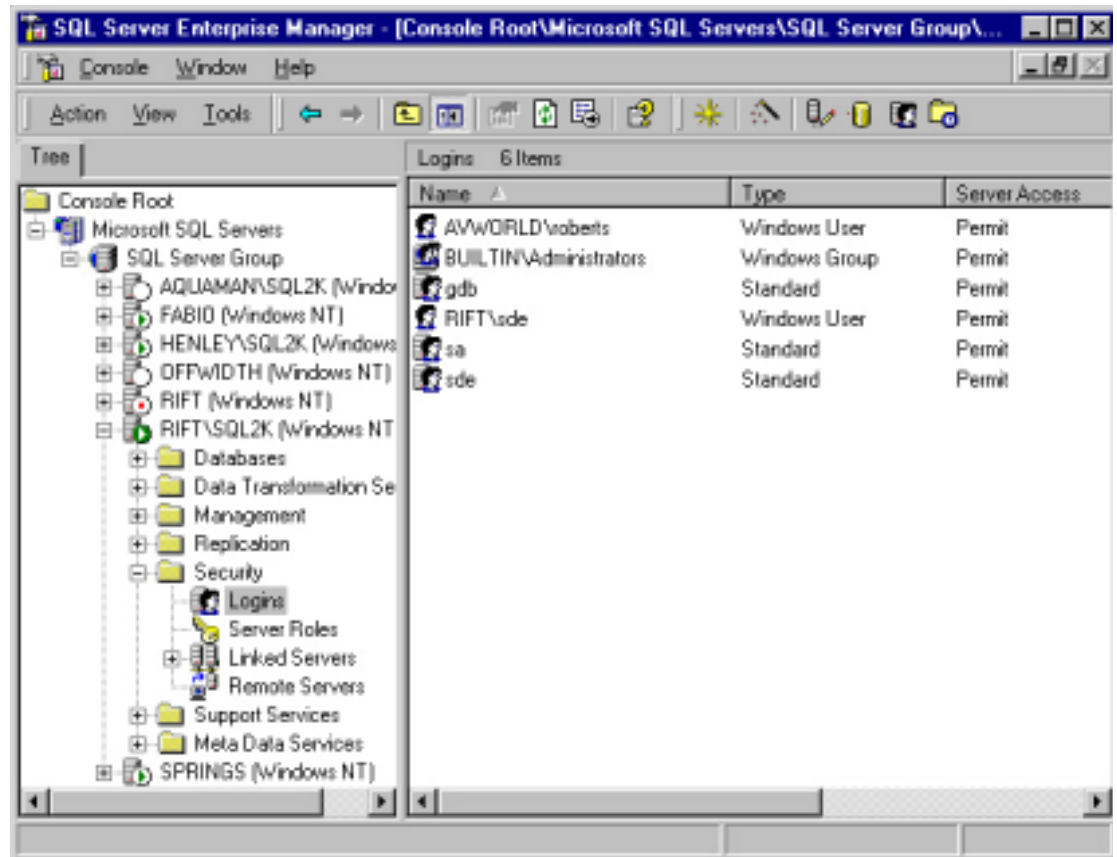 SQL Server Enterprise Manager - [Console Root\Microsoft SQL Servers\SQL Server Group\...
Console Window Help
Action View Tools
Tree
Logins 6 Items
Console Root
Microsoft SQL Servers
SQL Server Group
AQUAMAN\SQL2K (Window
FABIO (Windows NT)
HENLEY\SQL2K (Windows
OFFWIDTH (Windows NT)
RIFT (Windows NT)
RIFT\SQL2K (Windows NT
Databases
Data Transformation Se
Management
Replication
Security
Logins
Server Roles
Linked Servers
Remote Servers
Support Services
Meta Data Services
SPRINGS (Windows NT)
Name Type Server Access
AVWORLD\roberts Windows User Permit
BUILTIN\Administrators Windows Group Permit
gdb Standard Permit
RIFT\sde Windows User Permit
sa Standard Permit
sde Standard Permit